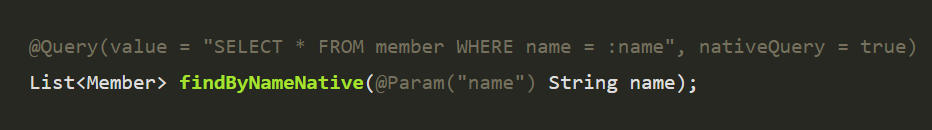 @Query(value = "SELECT * FROM member WHERE name = :name", nativeQuery = true)
List<Member> findByNameNative(@Param("name") String name);